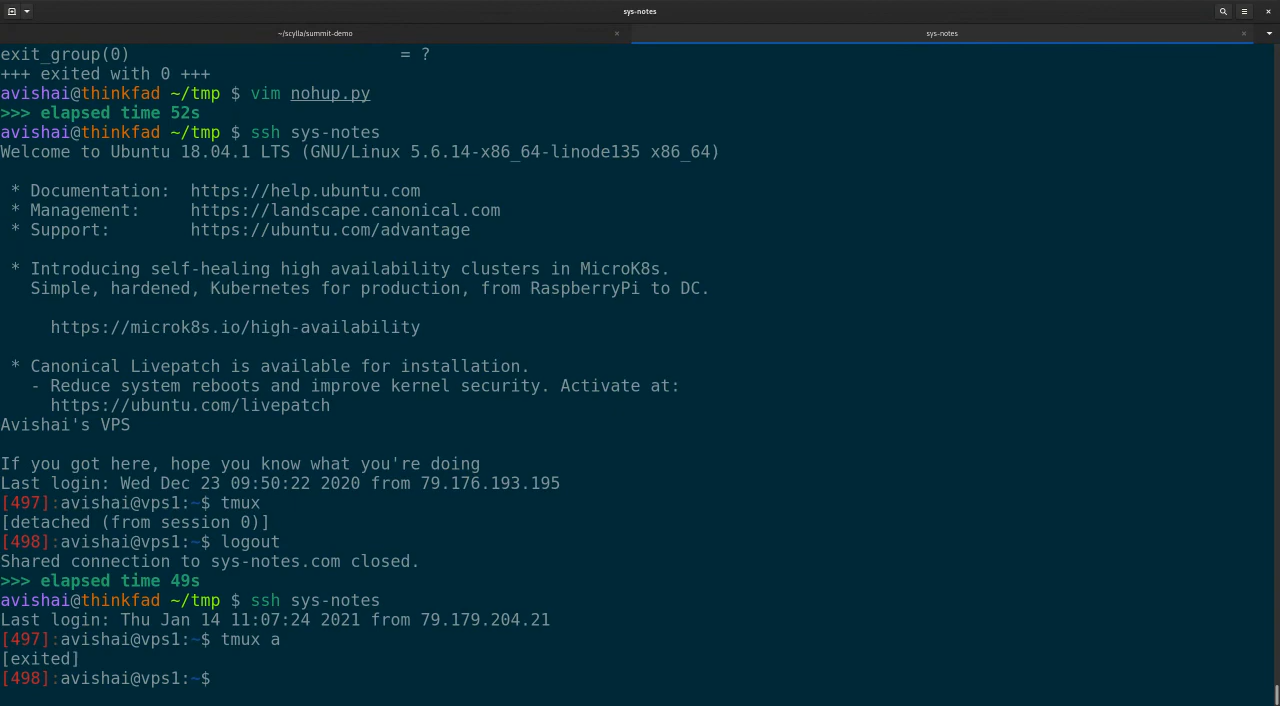 sys-notes
~/scylla/summit-demo
sys-notes
exit_group(0)                           = ?
+++ exited with 0 +++
avishai@thinkfad ~/tmp $ vim nohup.py
>>> elapsed time 52s
avishai@thinkfad ~/tmp $ ssh sys-notes
Welcome to Ubuntu 18.04.1 LTS (GNU/Linux 5.6.14-x86_64-linode135 x86_64)
* Documentation:  https://help.ubuntu.com
* Management:     https://landscape.canonical.com
* Support:        https://ubuntu.com/advantage
* Introducing self-healing high availability clusters in MicroK8s.
Simple, hardened, Kubernetes for production, from RaspberryPi to DC.
https://microk8s.io/high-availability
* Canonical Livepatch is available for installation.
- Reduce system reboots and improve kernel security. Activate at:
https://ubuntu.com/livepatch
Avishai's VPS
If you got here, hope you know what you're doing
Last login: Wed Dec 23 09:50:22 2020 from 79.176.193.195
[497]:avishai@vps1:~$ tmux
[detached (from session 0)]
[498]:avishai@vps1:~$ logout
Shared connection to sys-notes.com closed.
>>> elapsed time 49s
avishai@thinkfad ~/tmp $ ssh sys-notes
Last login: Thu Jan 14 11:07:24 2021 from 79.179.204.21
[497]:avishai@vps1:~$ tmux a
[exited]
[498]:avishai@vps1:~$